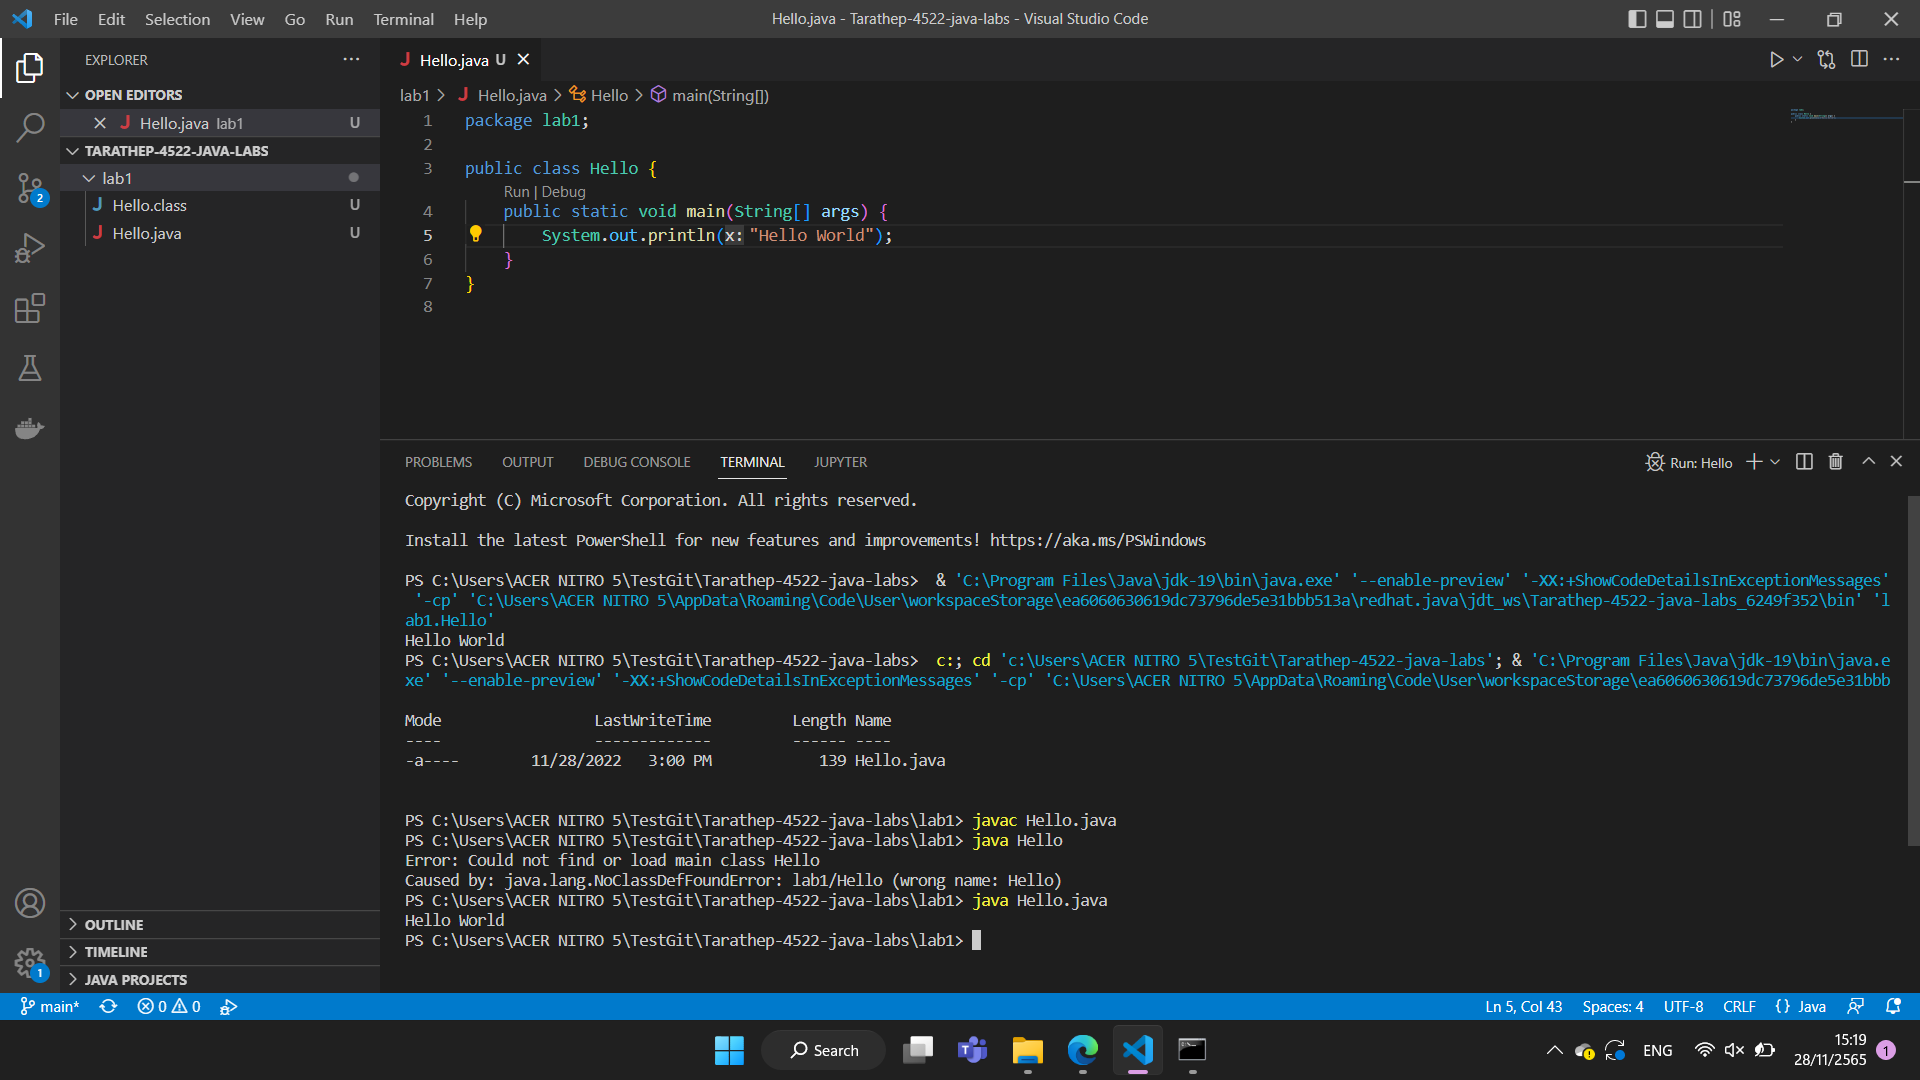 File Edit Selection View Go Run Terminal Help
Hello.java - Tarathep-4522-java-labs - Visual Studio Code
EXPLORER
OPEN EDITORS
Hello.java lab1 U
TARATHEP-4522-JAVA-LABS
lab1
Hello.class U
Hello.java U
2
1
OUTLINE
TIMELINE
JAVA PROJECTS
Hello.java U
lab1 > Hello.java > Hello > main(String[])
1 package lab1;
2
3 public class Hello {
Run | Debug
4 public static void main(String[] args) {
5 System.out.println(x: "Hello World");
6 }
7 }
8
PROBLEMS OUTPUT DEBUG CONSOLE TERMINAL JUPYTER
Run: Hello
Copyright (C) Microsoft Corporation. All rights reserved.
Install the latest PowerShell for new features and improvements! https://aka.ms/PSWindows
PS C:\Users\ACER NITRO 5\TestGit\Tarathep-4522-java-labs>  & 'C:\Program Files\Java\jdk-19\bin\java.exe' '--enable-preview' '-XX:+ShowCodeDetailsInExceptionMessages'
'-cp' 'C:\Users\ACER NITRO 5\AppData\Roaming\Code\User\workspaceStorage\ea6060630619dc73796de5e31bbb513a\redhat.java\jdt_ws\Tarathep-4522-java-labs_6249f352\bin' 'l
ab1.Hello'
Hello World
PS C:\Users\ACER NITRO 5\TestGit\Tarathep-4522-java-labs>  c:; cd 'c:\Users\ACER NITRO 5\TestGit\Tarathep-4522-java-labs'; & 'C:\Program Files\Java\jdk-19\bin\java.e
xe' '--enable-preview' '-XX:+ShowCodeDetailsInExceptionMessages' '-cp' 'C:\Users\ACER NITRO 5\AppData\Roaming\Code\User\workspaceStorage\ea6060630619dc73796de5e31bbb
Mode LastWriteTime Length Name
---- ------------- ------ ----
-a---- 11/28/2022 3:00 PM 139 Hello.java
PS C:\Users\ACER NITRO 5\TestGit\Tarathep-4522-java-labs\lab1> javac Hello.java
PS C:\Users\ACER NITRO 5\TestGit\Tarathep-4522-java-labs\lab1> java Hello
Error: Could not find or load main class Hello
Caused by: java.lang.NoClassDefFoundError: lab1/Hello (wrong name: Hello)
PS C:\Users\ACER NITRO 5\TestGit\Tarathep-4522-java-labs\lab1> java Hello.java
Hello World
PS C:\Users\ACER NITRO 5\TestGit\Tarathep-4522-java-labs\lab1>
main* 0 0
Ln 5, Col 43 Spaces: 4 UTF-8 CRLF {} Java
Search
ENG
15:19
28/11/2565
1